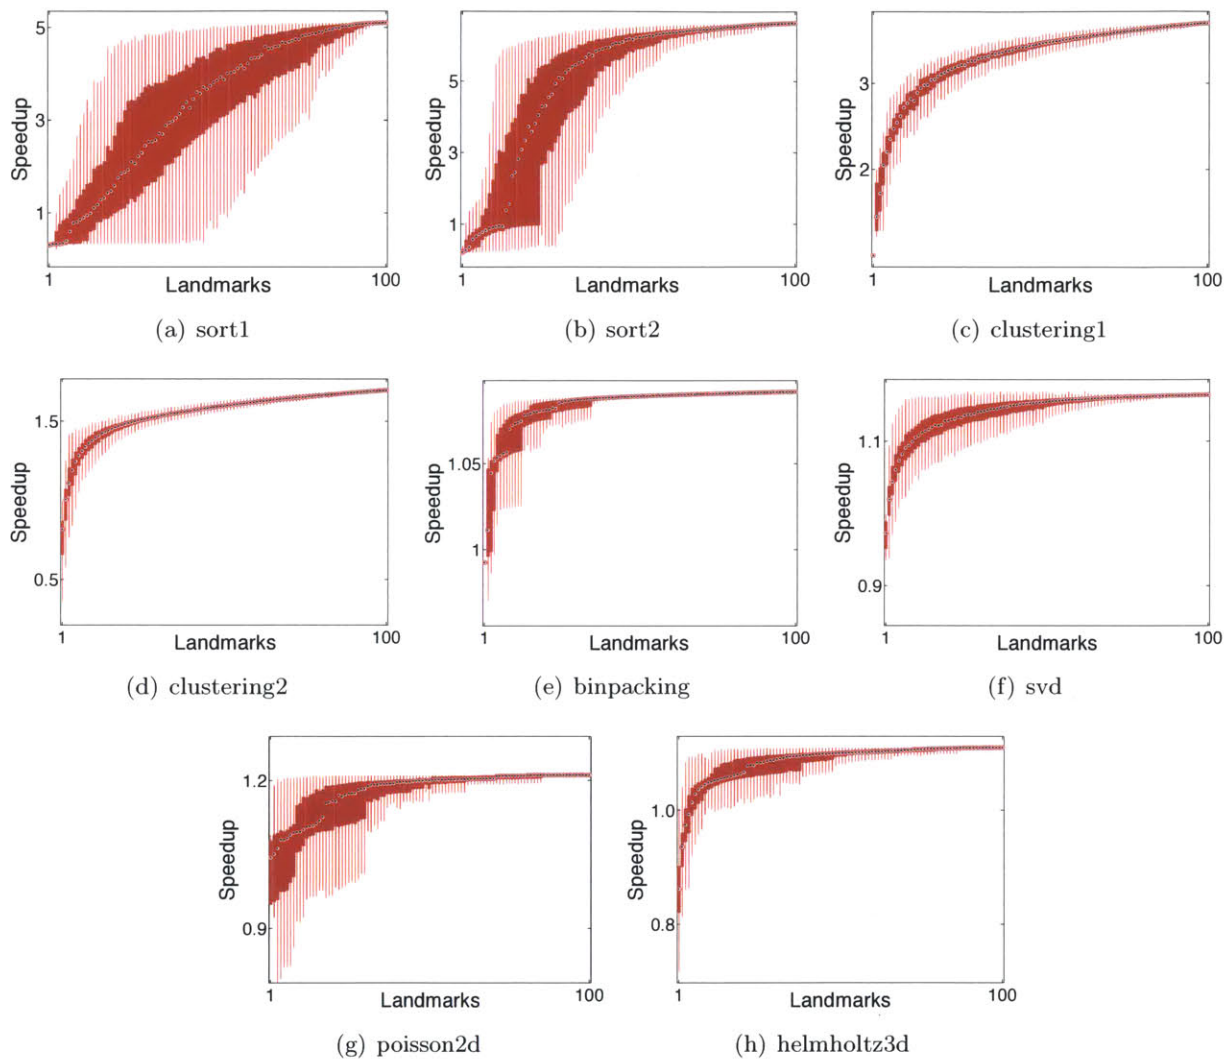 5
3
1
Speedup
1
Landmarks
100
(a) sort1
5
3
1
Speedup
1
Landmarks
100
(b) sort2
3
2
Speedup
1
Landmarks
100
(c) clustering1
1.5
0.5
Speedup
1
Landmarks
100
(d) clustering2
1.05
1
Speedup
1
Landmarks
100
(e) binpacking
1.1
0.9
Speedup
1
Landmarks
100
(f) svd
1.2
0.9
Speedup
1
Landmarks
100
(g) poisson2d
1.0
0.8
Speedup
1
Landmarks
100
(h) helmholtz3d